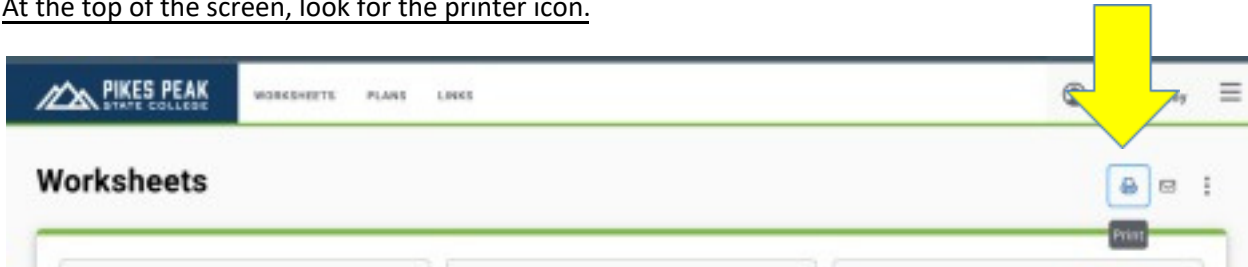 At the top of the screen, look for the printer icon.
PIKES PEAK
STATE COLLEGE
WORKSHEETS PLANS LINKS
Worksheets
Print